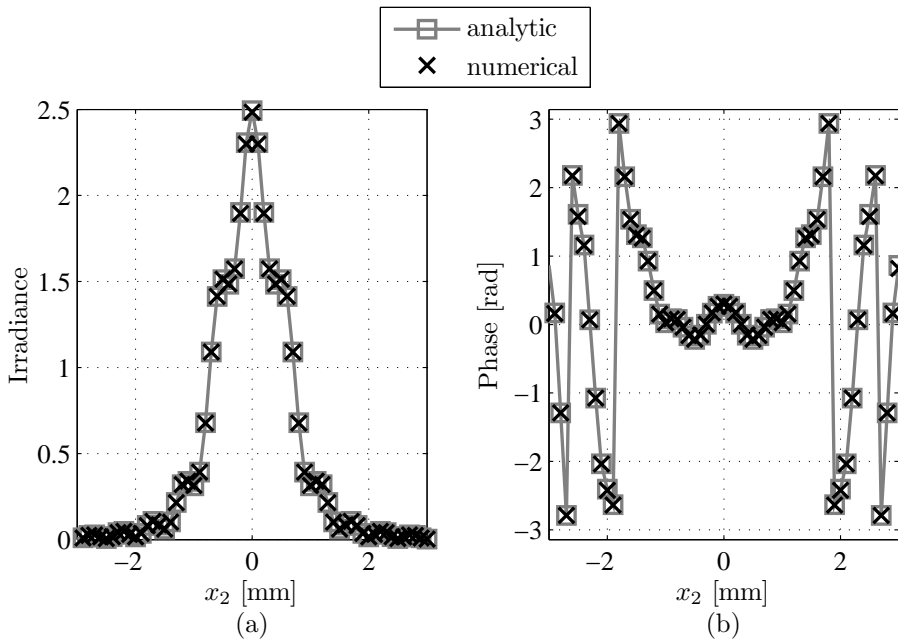 analytic
numerical
2.5
2
1.5
1
0.5
0
Irradiance
−2
0
2
x₂ [mm]
(a)
3
2
1
0
−1
−2
−3
Phase [rad]
−2
0
2
x₂ [mm]
(b)